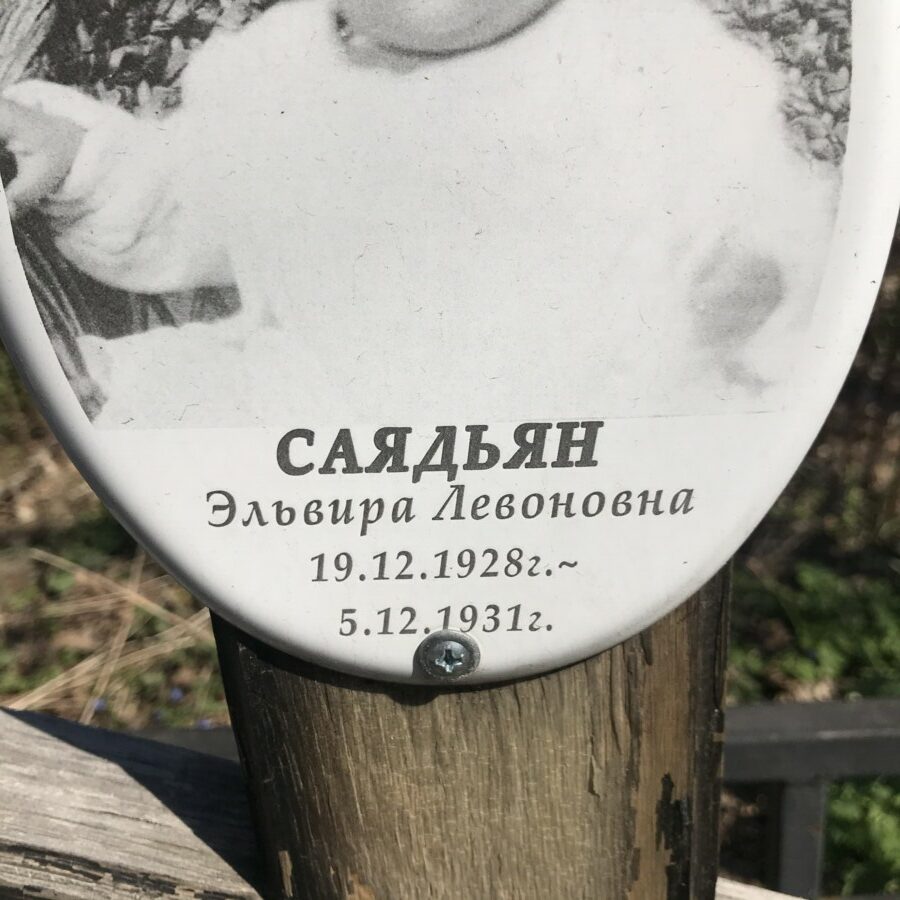 САЯДЬЯН
Эльвира Левоновна
19.12.1928г.~
5.12.1931г.